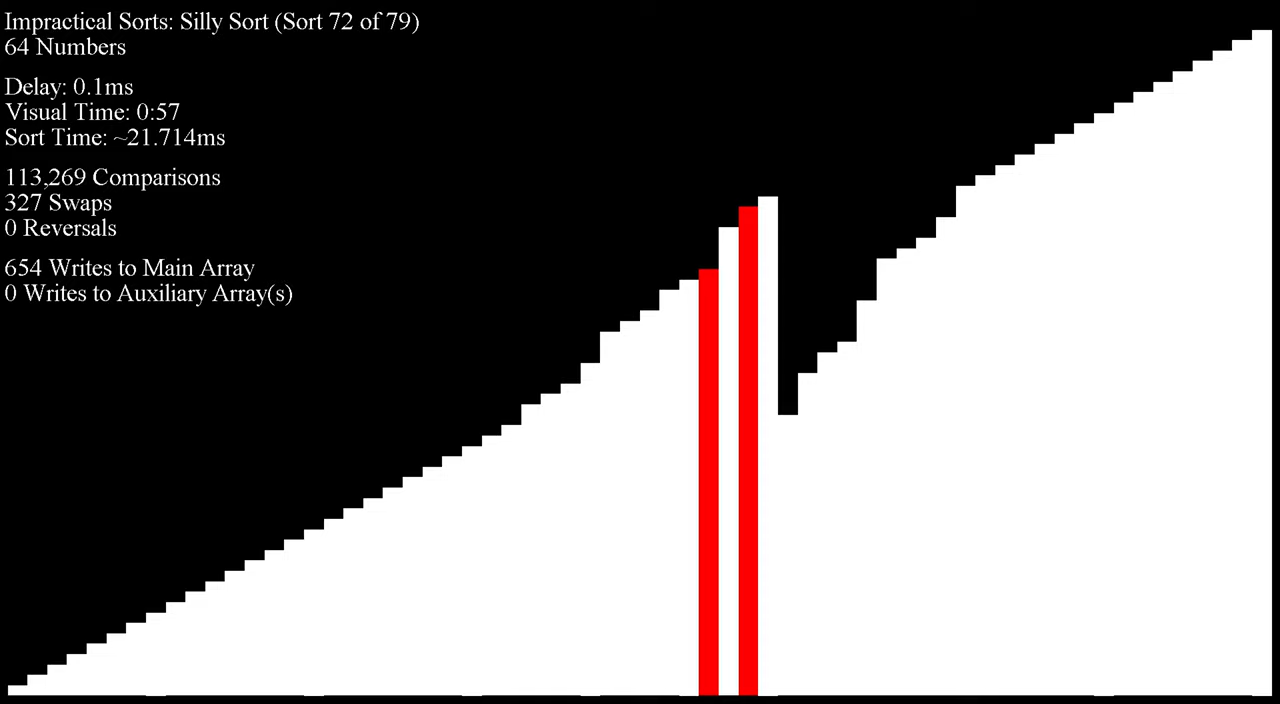 Impractical Sorts: Silly Sort (Sort 72 of 79)
64 Numbers
Delay: 0.1ms
Visual Time: 0:57
Sort Time: ~21.714ms
113,269 Comparisons
327 Swaps
0 Reversals
654 Writes to Main Array
0 Writes to Auxiliary Array(s)